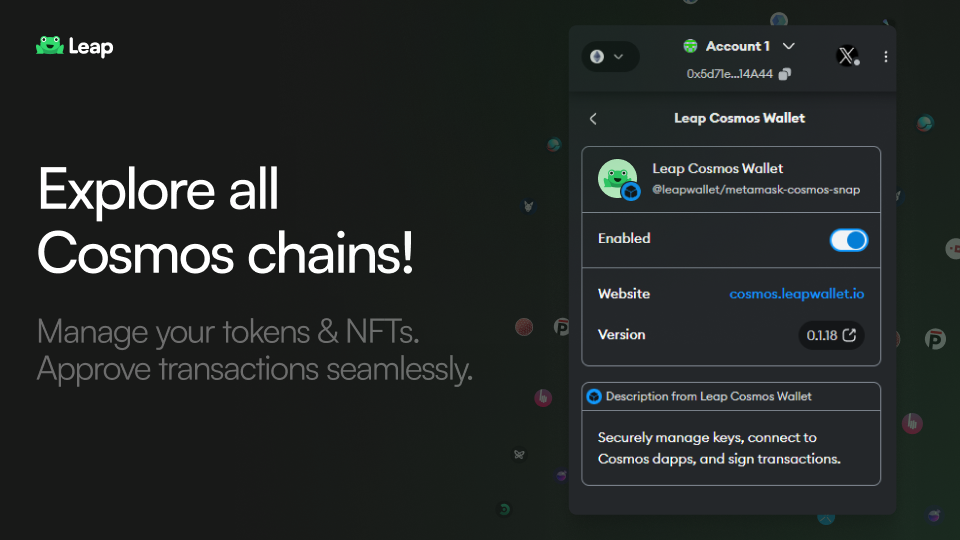 Leap
Explore all
Cosmos chains!
Manage your tokens & NFTs.
Approve transactions seamlessly.
Account 1
0x5d71e...14A44
Leap Cosmos Wallet
Leap Cosmos Wallet
@leapwallet/metamask-cosmos-snap
Enabled
Website cosmos.leapwallet.io
Version 0.1.18
Description from Leap Cosmos Wallet
Securely manage keys, connect to
Cosmos dapps, and sign transactions.